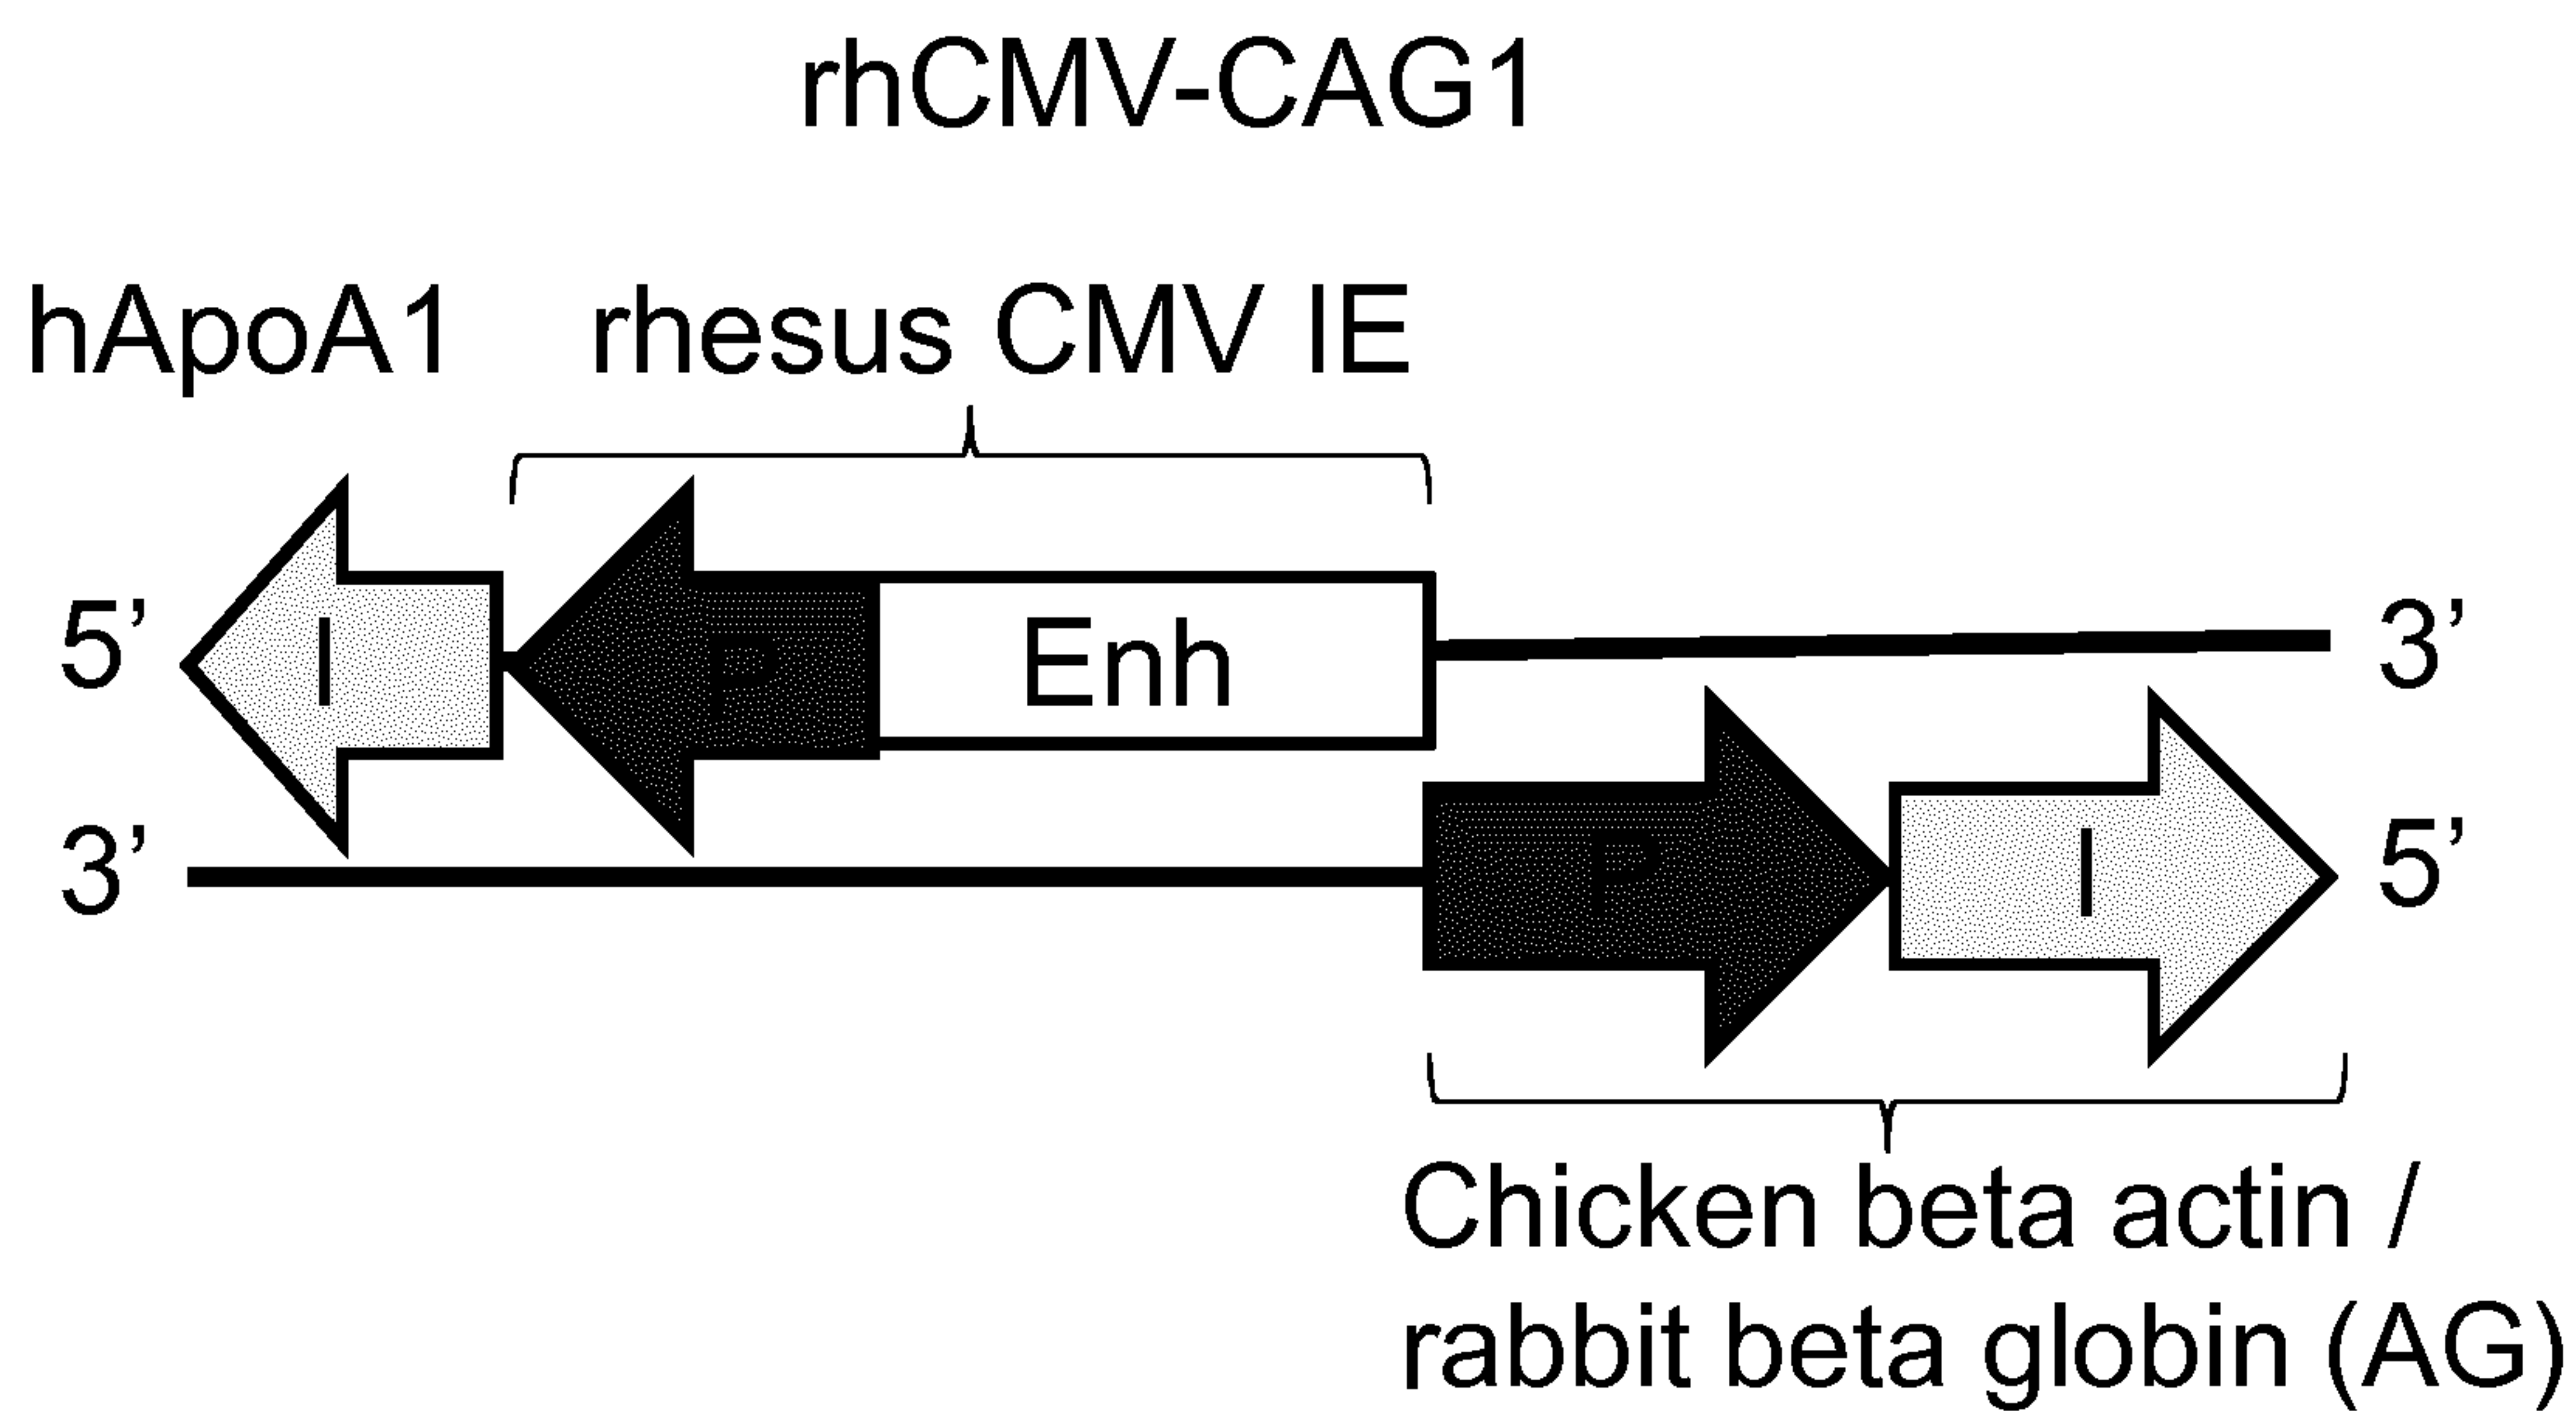 rhCMV-CAG1
hApoA1 rhesus CMV IE
5’ I P Enh 3’
3’ P I 5’
Chicken beta actin /
rabbit beta globin (AG)